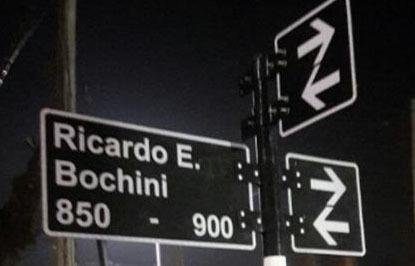 Ricardo E.
Bochini
850 - 900